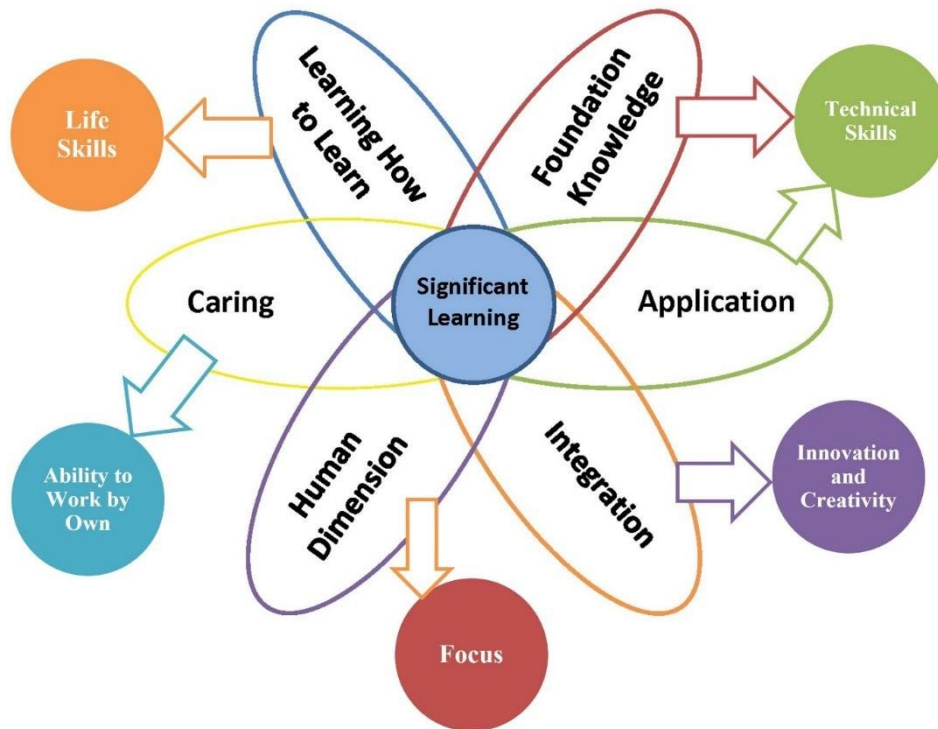 Learning How
to Learn
Foundation
Knowledge
Life
Skills
Technical
Skills
Caring
Significant
Learning
Application
Human
Dimension
Integration
Ability to
Work by
Own
Innovation
and
Creativity
Focus